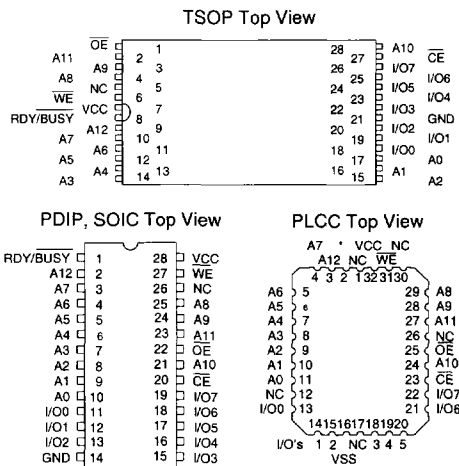 TSOP Top View
OE 1 28 A10
A11 2 27 CE
A9 3 26 I/O7
A8 4 25 I/O6
NC 5 24 I/O5
WE 6 23 I/O4
VCC 7 22 I/O3
RDY/BUSY 8 21 GND
A12 9 20 I/O2
A7 10 19 I/O1
A6 11 18 I/O0
A5 12 17 A0
A4 13 16 A1
A3 14 15 A2
PDIP, SOIC Top View
RDY/BUSY 1 28 VCC
A12 2 27 WE
A7 3 26 NC
A6 4 25 A8
A5 5 24 A9
A4 6 23 A11
A3 7 22 OE
A2 8 21 A10
A1 9 20 CE
A0 10 19 I/O7
I/O0 11 18 I/O6
I/O1 12 17 I/O5
I/O2 13 16 I/O4
GND 14 15 I/O3
PLCC Top View
A7 * VCC NC
A12 NC WE
4 3 2 1 32 31 30
A6 5 29 A8
A5 6 28 A9
A4 7 27 A11
A3 8 26 NC
A2 9 25 OE
A1 10 24 A10
A0 11 23 CE
NC 12 22 I/O7
I/O0 13 21 I/O6
14 15 16 17 18 19 20
I/O's 1 2 NC 3 4 5
VSS